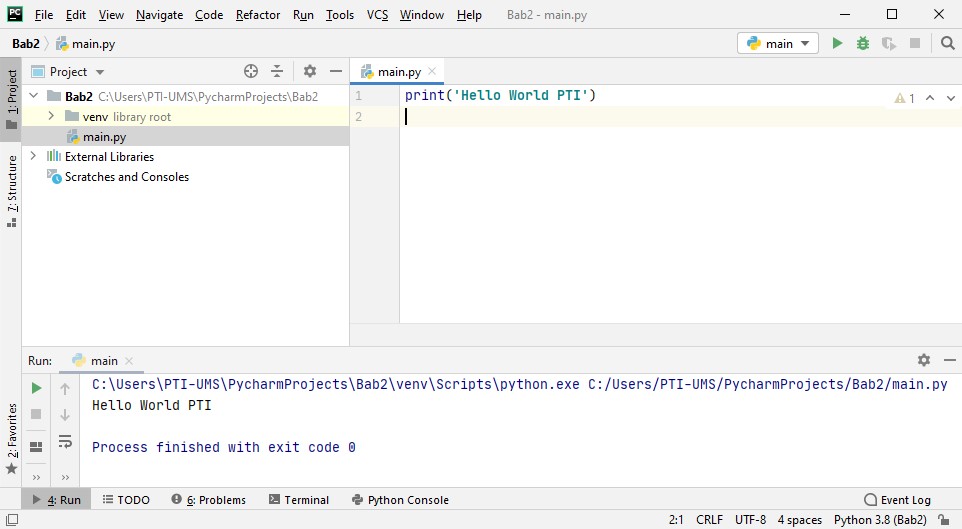 PC File Edit View Navigate Code Refactor Run Tools VCS Window Help Bab2 - main.py
Bab2 main.py main
1: Project Project main.py
Bab2 C:\Users\PTI-UMS\PycharmProjects\Bab2
venv library root
main.py
External Libraries
Scratches and Consoles
7: Structure
1 print('Hello World PTI') 1
2
Run: main
C:\Users\PTI-UMS\PycharmProjects\Bab2\venv\Scripts\python.exe C:/Users/PTI-UMS/PycharmProjects/Bab2/main.py
Hello World PTI
Process finished with exit code 0
2: Favorites
4: Run TODO 6: Problems Terminal Python Console Event Log
2:1 CRLF UTF-8 4 spaces Python 3.8 (Bab2)